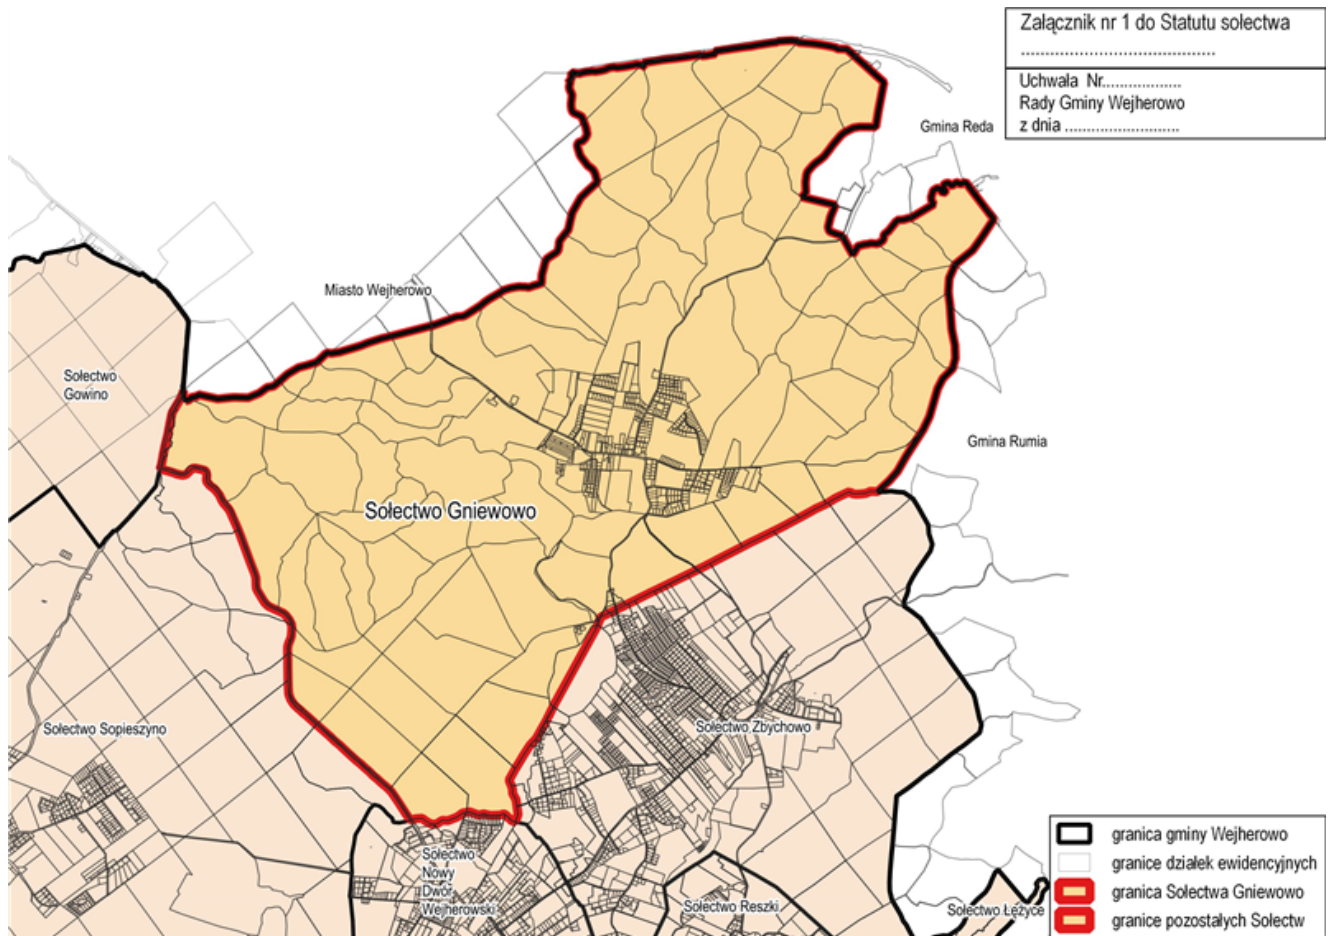 Załącznik nr 1 do Statutu sołectwa
............................................
Uchwała Nr..................
Rady Gminy Wejherowo
z dnia ..........................
Gmina Reda
Miasto Wejherowo
Sołectwo
Gowino
Gmina Rumia
Sołectwo Gniewowo
Sołectwo Sopieszyno
Sołectwo Zbychowo
Sołectwo
Nowy
Dwór
Wejherowski
Sołectwo Reszki
Sołectwo Łężyce
granica gminy Wejherowo
granice działek ewidencyjnych
granica Sołectwa Gniewowo
granice pozostałych Sołectw